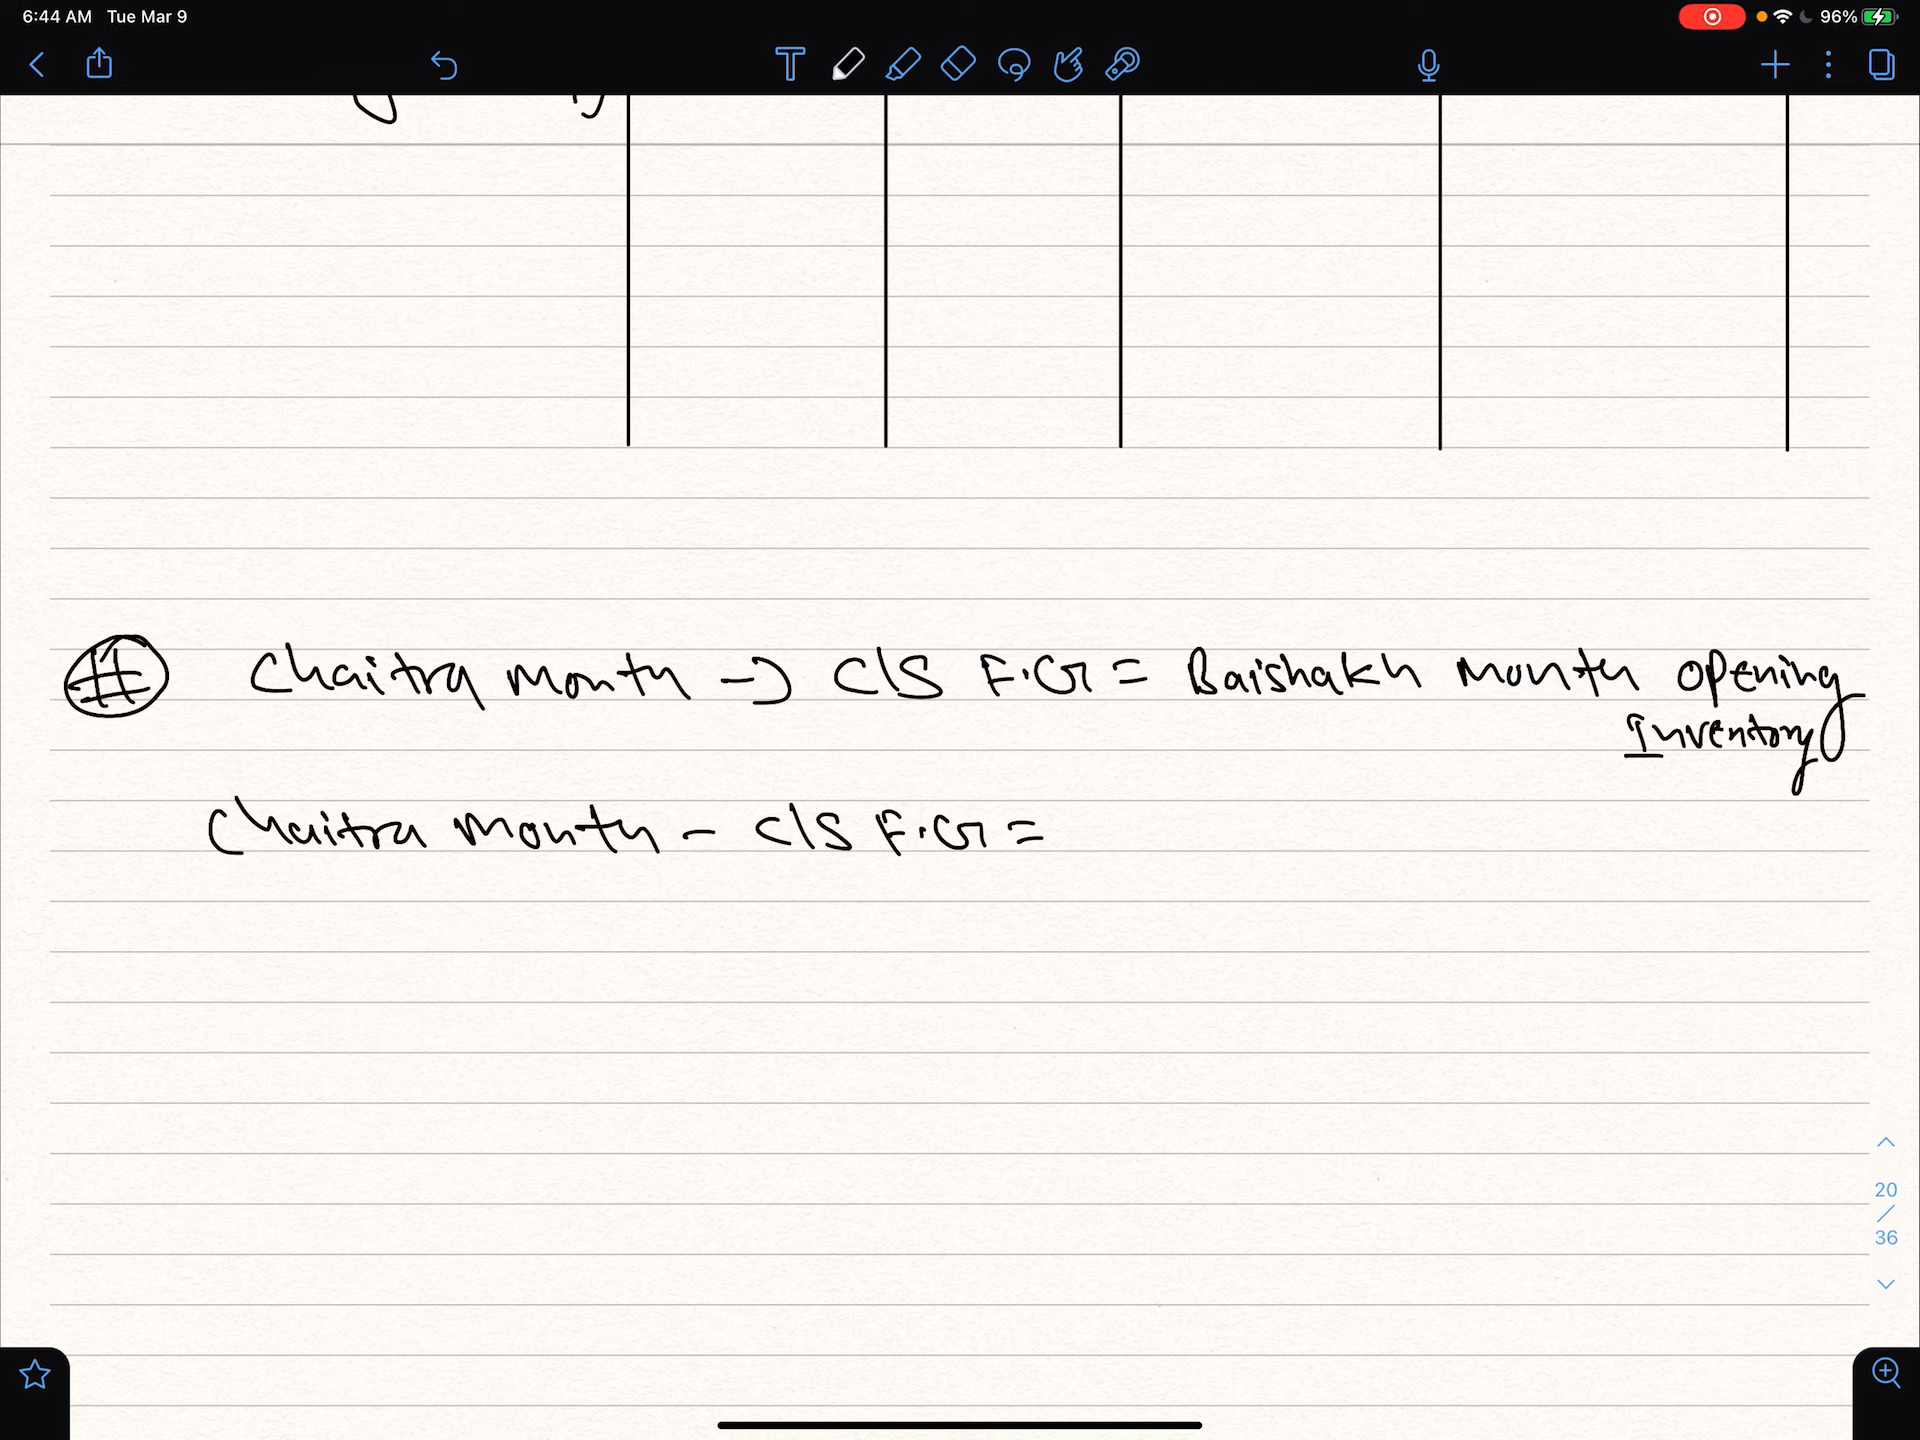 6:44 AM Tue Mar 9
96%
Chaitra Month → C/S F.G = Baishakh Month Opening
Inventory
Chaitra Month - C/S F.G =
20
/
36